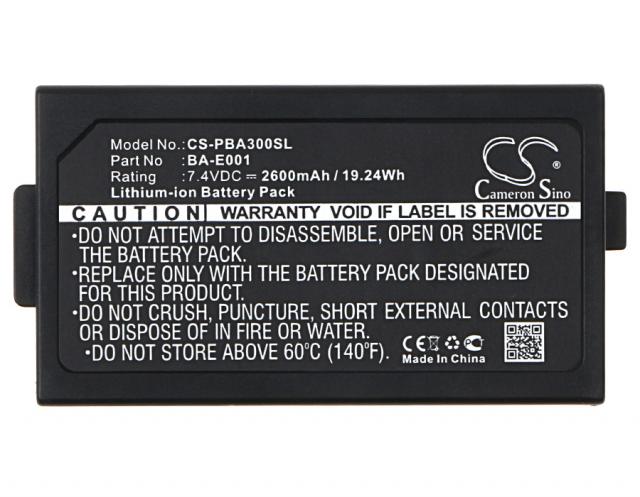 Model No.:CS-PBA300SL
Part No :BA-E001
Rating :7.4VDC⎓ 2600mAh / 19.24Wh
Lithium-ion Battery Pack
CS
Cameron Sino
CAUTION WARRANTY VOID IF LABEL IS REMOVED
•DO NOT ATTEMPT TO DISASSEMBLE, OPEN OR SERVICE
THE BATTERY PACK.
•REPLACE ONLY WITH THE BATTERY PACK DESIGNATED
FOR THIS PRODUCT.
•DO NOT CRUSH, PUNCTURE, SHORT EXTERNAL CONTACTS
OR DISPOSE OF IN FIRE OR WATER.
•DO NOT STORE ABOVE 60°C (140°F).
CE
Made In China